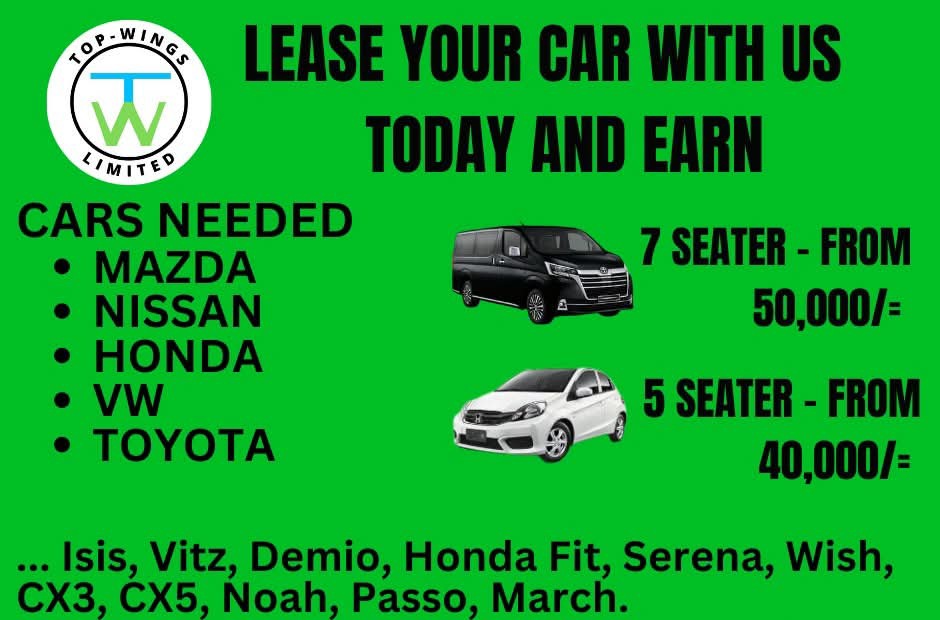 TOP-WINGS
TW
LIMITED
LEASE YOUR CAR WITH US
TODAY AND EARN
CARS NEEDED
• MAZDA
• NISSAN
• HONDA
• VW
• TOYOTA
7 SEATER - FROM
50,000/=
5 SEATER - FROM
40,000/=
... Isis, Vitz, Demio, Honda Fit, Serena, Wish,
CX3, CX5, Noah, Passo, March.